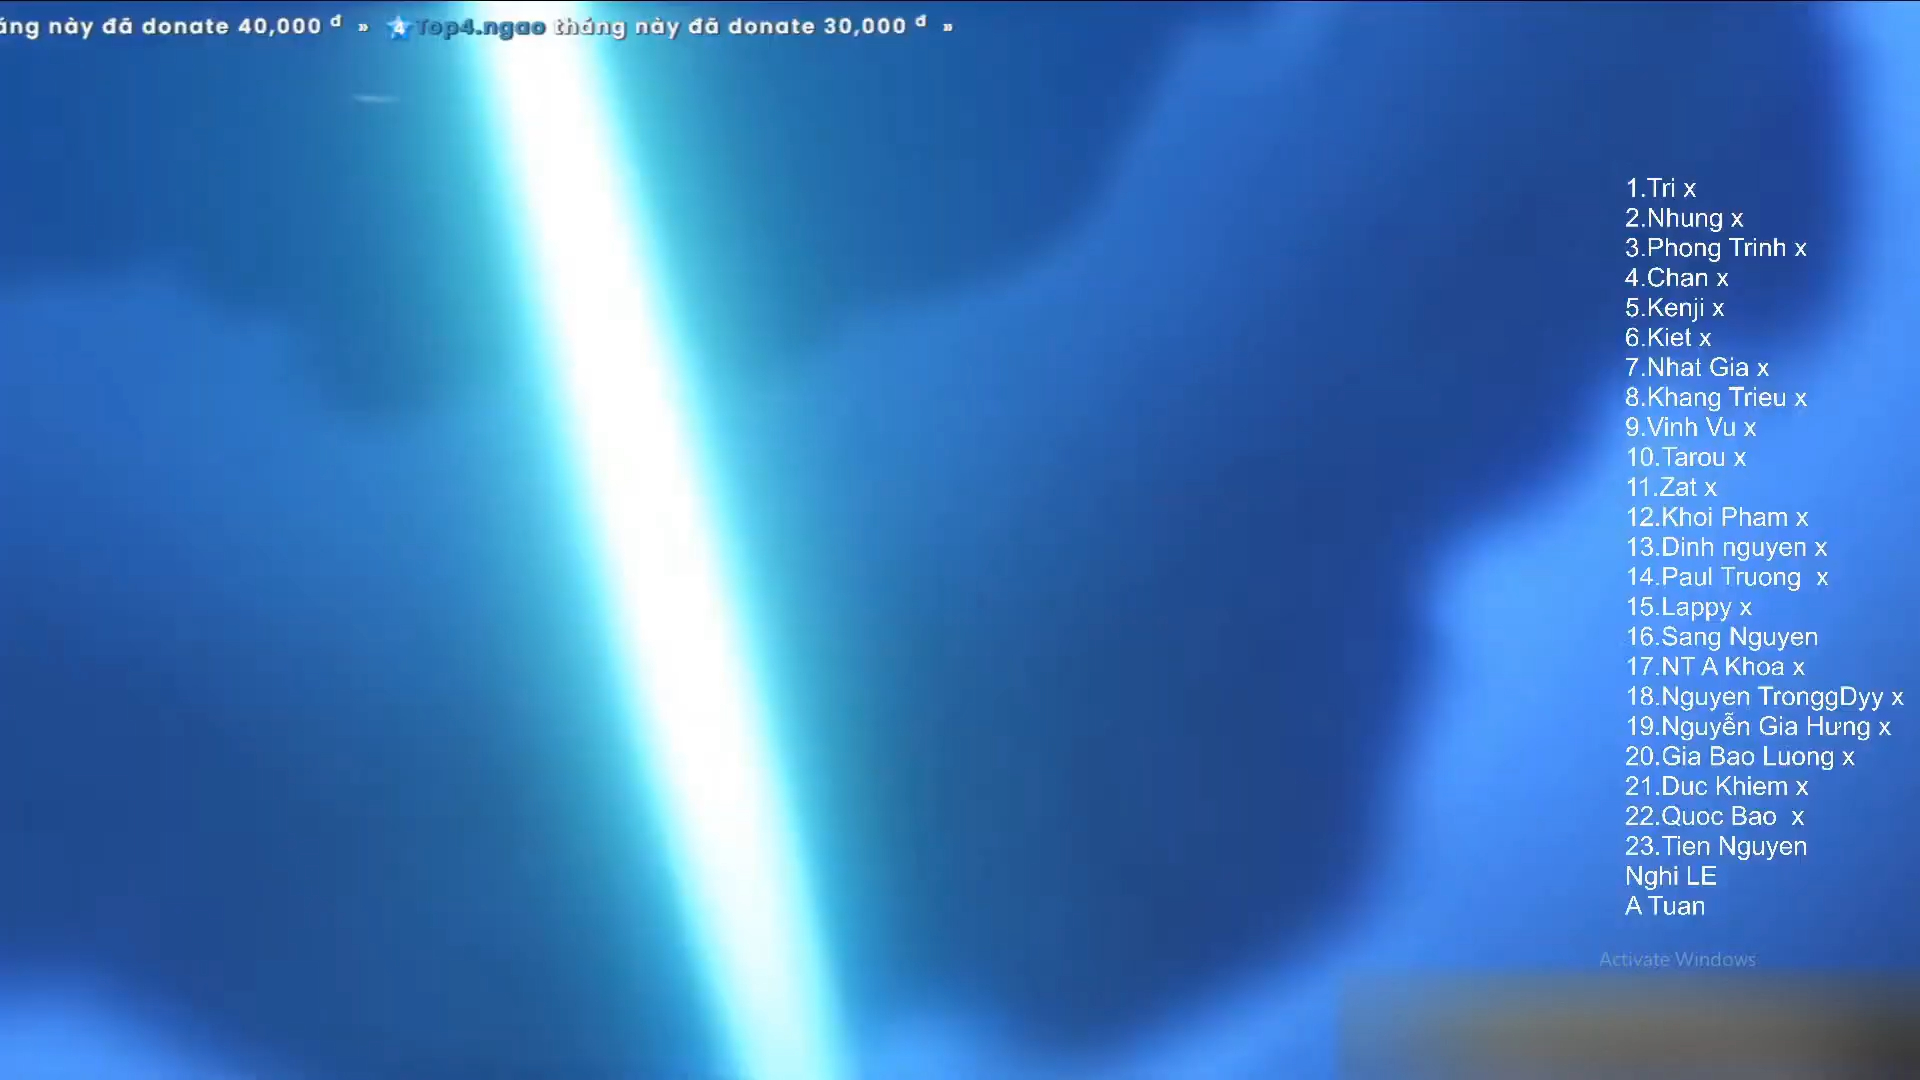 áng này đã donate 40,000 đ » 4 Top4.ngao tháng này đã donate 30,000 đ »
1.Tri x
2.Nhung x
3.Phong Trinh x
4.Chan x
5.Kenji x
6.Kiet x
7.Nhat Gia x
8.Khang Trieu x
9.Vinh Vu x
10.Tarou x
11.Zat x
12.Khoi Pham x
13.Dinh nguyen x
14.Paul Truong  x
15.Lappy x
16.Sang Nguyen
17.NT A Khoa x
18.Nguyen TronggDyy x
19.Nguyễn Gia Hưng x
20.Gia Bao Luong x
21.Duc Khiem x
22.Quoc Bao  x
23.Tien Nguyen
Nghi LE
A Tuan
Activate Windows